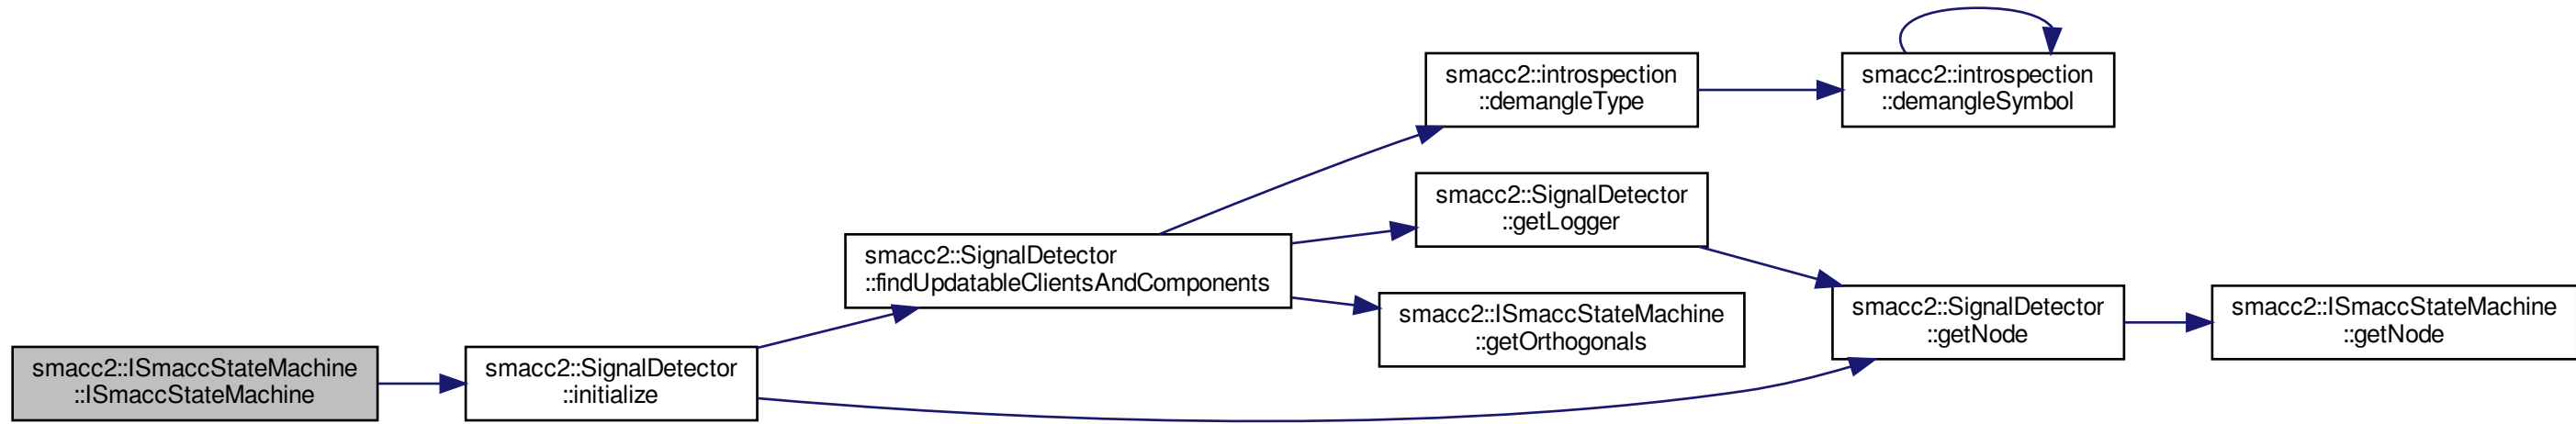 smacc2::introspection
::demangleType
smacc2::introspection
::demangleSymbol
smacc2::SignalDetector
::getLogger
smacc2::SignalDetector
::findUpdatableClientsAndComponents
smacc2::ISmaccStateMachine
::getOrthogonals
smacc2::SignalDetector
::getNode
smacc2::ISmaccStateMachine
::getNode
smacc2::ISmaccStateMachine
::ISmaccStateMachine
smacc2::SignalDetector
::initialize